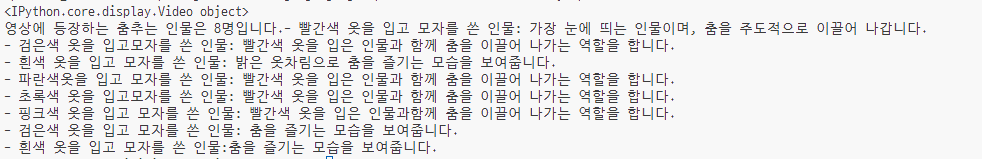 <IPython.core.display.Video object>
영상에 등장하는 춤추는 인물은 8명입니다.- 빨간색 옷을 입고 모자를 쓴 인물: 가장 눈에 띄는 인물이며, 춤을 주도적으로 이끌어 나갑니다.
- 검은색 옷을 입고모자를 쓴 인물: 빨간색 옷을 입은 인물과 함께 춤을 이끌어 나가는 역할을 합니다.
- 흰색 옷을 입고 모자를 쓴 인물: 밝은 옷차림으로 춤을 즐기는 모습을 보여줍니다.
- 파란색옷을 입고 모자를 쓴 인물: 빨간색 옷을 입은 인물과 함께 춤을 이끌어 나가는 역할을 합니다.
- 초록색 옷을 입고모자를 쓴 인물: 빨간색 옷을 입은 인물과 함께 춤을 이끌어 나가는 역할을 합니다.
- 핑크색 옷을 입고 모자를 쓴 인물: 빨간색 옷을 입은 인물과함께 춤을 이끌어 나가는 역할을 합니다.
- 검은색 옷을 입고 모자를 쓴 인물: 춤을 즐기는 모습을 보여줍니다.
- 흰색 옷을 입고 모자를 쓴 인물:춤을 즐기는 모습을 보여줍니다.